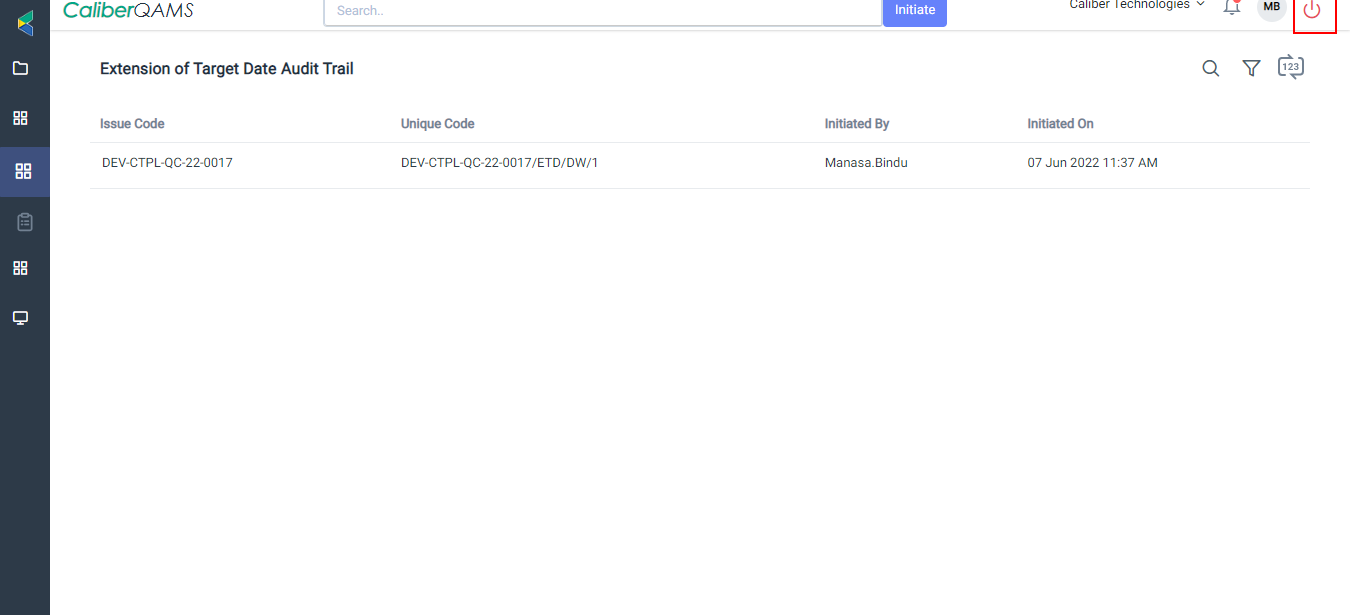 CaliberQAMS
Search..
Initiate
Caliber Technologies
MB
Extension of Target Date Audit Trail
123
Issue Code Unique Code Initiated By Initiated On
DEV-CTPL-QC-22-0017 DEV-CTPL-QC-22-0017/ETD/DW/1 Manasa.Bindu 07 Jun 2022 11:37 AM